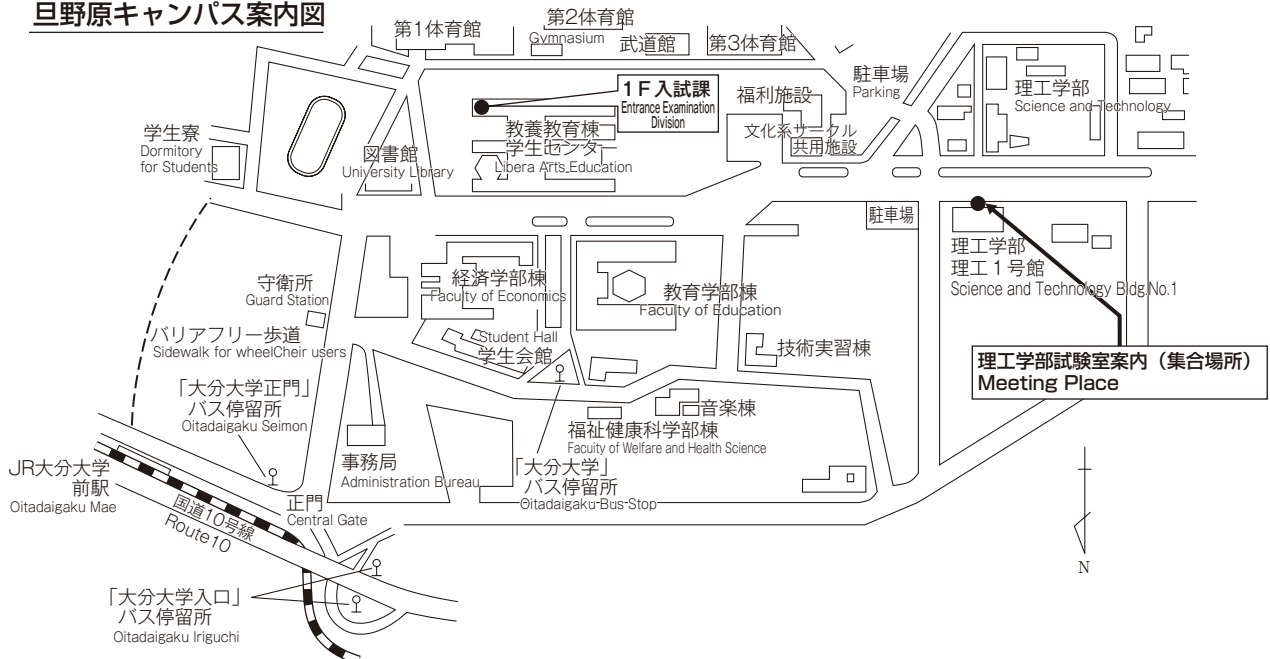 旦野原キャンパス案内図
第1体育館
第2体育館
Gymnasium
武道館
第3体育館
駐車場
Parking
理工学部
Science and Technology
1F入試課
Entrance Examination
Division
福利施設
文化系サークル
共用施設
学生寮
Dormitory
for Students
図書館
University Library
教養教育棟
学生センター
Libera Arts Education
駐車場
理工学部
理工1号館
Science and Technology Bldg.No.1
守衛所
Guard Station
経済学部棟
Faculty of Economics
教育学部棟
Faculty of Education
バリアフリー歩道
Sidewalk for wheelCheir users
Student Hall
学生会館
技術実習棟
理工学部試験室案内（集合場所）
Meeting Place
「大分大学正門」
バス停留所
Oitadaigaku Seimon
音楽棟
福祉健康科学部棟
Faculty of Welfare and Health Science
JR大分大学
前駅
Oitadaigaku Mae
事務局
Administration Bureau
「大分大学」
バス停留所
Oitadaigaku Bus Stop
国道10号線
Route10
正門
Central Gate
N
「大分大学入口」
バス停留所
Oitadaigaku Iriguchi